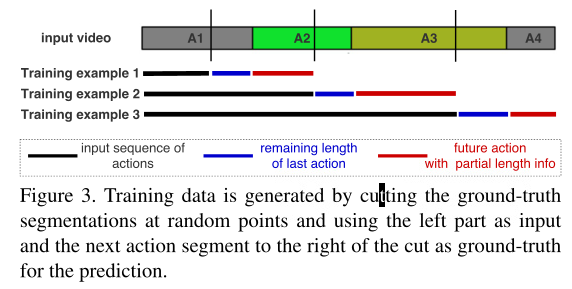 input video A1 A2 A3 A4
Training example 1
Training example 2
Training example 3
input sequence of actions
remaining length of last action
future action with partial length info
Figure 3. Training data is generated by cutting the ground-truth
segmentations at random points and using the left part as input
and the next action segment to the right of the cut as ground-truth
for the prediction.